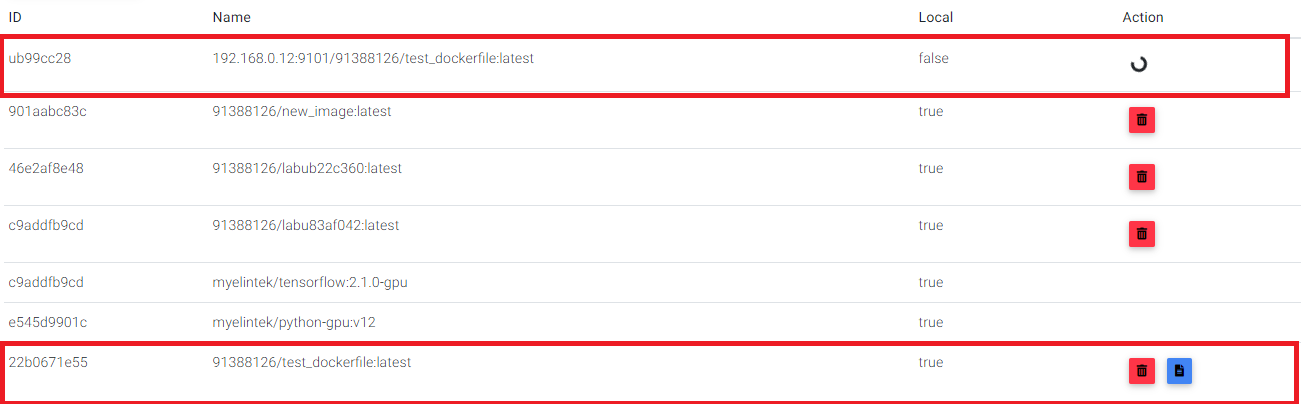 ID Name Local Action
ub99cc28 192.168.0.12:9101/91388126/test_dockerfile:latest false
901aabc83c 91388126/new_image:latest true
46e2af8e48 91388126/labub22c360:latest true
c9addfb9cd 91388126/labu83af042:latest true
c9addfb9cd myelintek/tensorflow:2.1.0-gpu true
e545d9901c myelintek/python-gpu:v12 true
22b0671e55 91388126/test_dockerfile:latest true